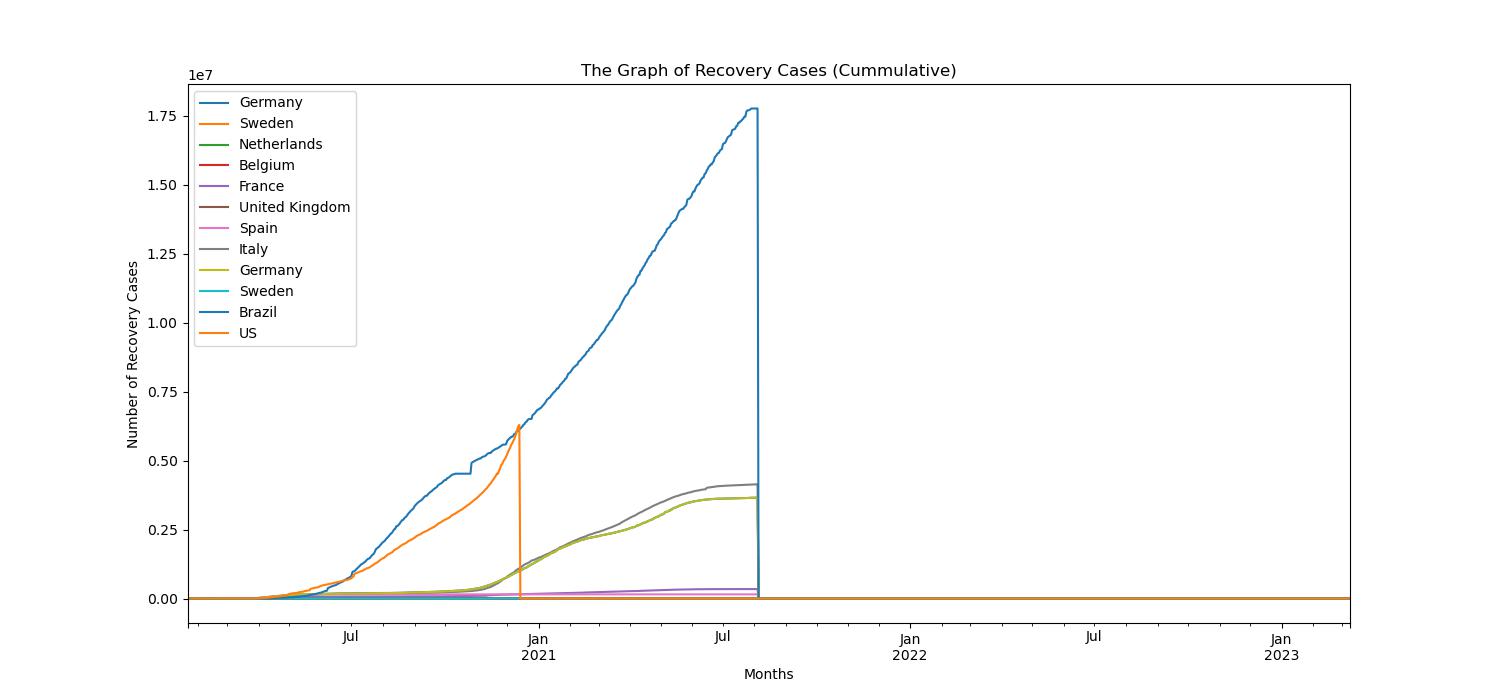 The Graph of Recovery Cases (Cummulative)
1e7
1.75
1.50
1.25
1.00
0.75
0.50
0.25
0.00
Number of Recovery Cases
Germany
Sweden
Netherlands
Belgium
France
United Kingdom
Spain
Italy
Germany
Sweden
Brazil
US
Jul
Jan
2021
Jul
Jan
2022
Jul
Jan
2023
Months